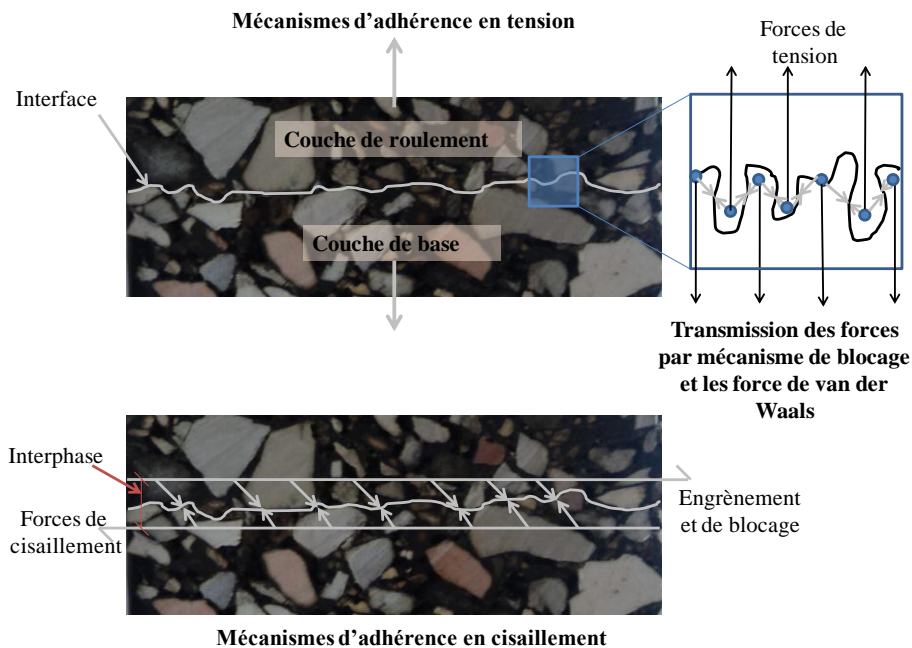 Mécanismes d’adhérence en tension
Forces de
tension
Interface
Couche de roulement
Couche de base
Transmission des forces
par mécanisme de blocage
et les force de van der
Waals
Interphase
Forces de
cisaillement
Engrènement
et de blocage
Mécanismes d’adhérence en cisaillement